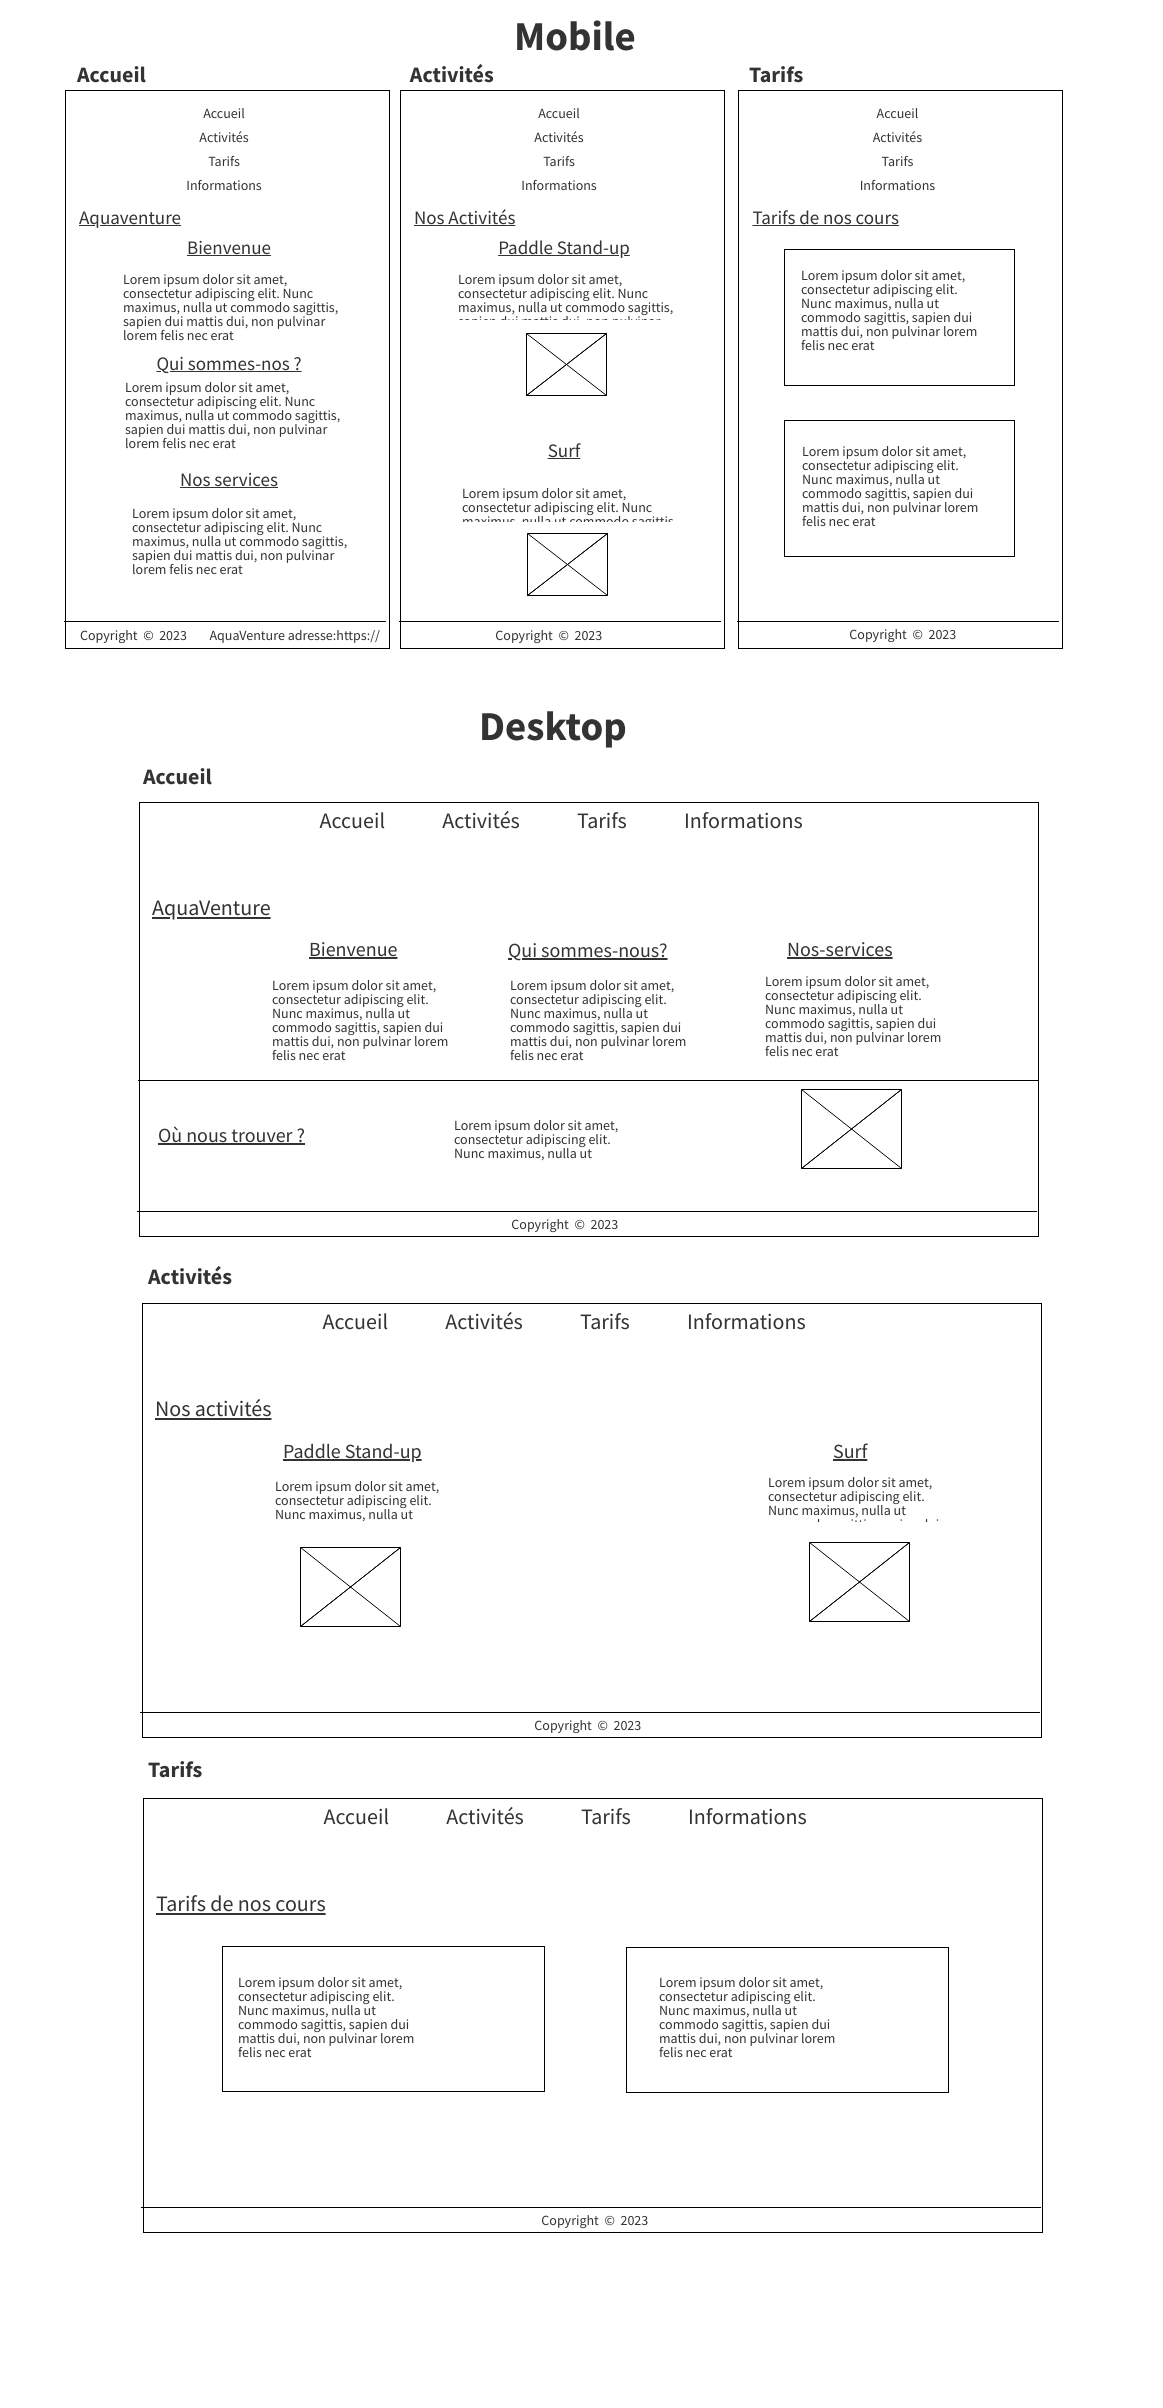 Mobile
Accueil
Accueil
Activités
Tarifs
Informations
Aquaventure
Bienvenue
Lorem ipsum dolor sit amet,
consectetur adipiscing elit. Nunc
maximus, nulla ut commodo sagittis,
sapien dui mattis dui, non pulvinar
lorem felis nec erat
Qui sommes-nos ?
Lorem ipsum dolor sit amet,
consectetur adipiscing elit. Nunc
maximus, nulla ut commodo sagittis,
sapien dui mattis dui, non pulvinar
lorem felis nec erat
Nos services
Lorem ipsum dolor sit amet,
consectetur adipiscing elit. Nunc
maximus, nulla ut commodo sagittis,
sapien dui mattis dui, non pulvinar
lorem felis nec erat
Copyright © 2023 AquaVenture adresse:https://
Activités
Accueil
Activités
Tarifs
Informations
Nos Activités
Paddle Stand-up
Lorem ipsum dolor sit amet,
consectetur adipiscing elit. Nunc
maximus, nulla ut commodo sagittis,
sapien dui mattis dui, non pulvinar
Surf
Lorem ipsum dolor sit amet,
consectetur adipiscing elit. Nunc
maximus, nulla ut commodo sagittis
Copyright © 2023
Tarifs
Accueil
Activités
Tarifs
Informations
Tarifs de nos cours
Lorem ipsum dolor sit amet,
consectetur adipiscing elit.
Nunc maximus, nulla ut
commodo sagittis, sapien dui
mattis dui, non pulvinar lorem
felis nec erat
Lorem ipsum dolor sit amet,
consectetur adipiscing elit.
Nunc maximus, nulla ut
commodo sagittis, sapien dui
mattis dui, non pulvinar lorem
felis nec erat
Copyright © 2023
Desktop
Accueil
Accueil Activités Tarifs Informations
AquaVenture
Bienvenue
Lorem ipsum dolor sit amet,
consectetur adipiscing elit.
Nunc maximus, nulla ut
commodo sagittis, sapien dui
mattis dui, non pulvinar lorem
felis nec erat
Qui sommes-nous?
Lorem ipsum dolor sit amet,
consectetur adipiscing elit.
Nunc maximus, nulla ut
commodo sagittis, sapien dui
mattis dui, non pulvinar lorem
felis nec erat
Nos-services
Lorem ipsum dolor sit amet,
consectetur adipiscing elit.
Nunc maximus, nulla ut
commodo sagittis, sapien dui
mattis dui, non pulvinar lorem
felis nec erat
Où nous trouver ?
Lorem ipsum dolor sit amet,
consectetur adipiscing elit.
Nunc maximus, nulla ut
Copyright © 2023
Activités
Accueil Activités Tarifs Informations
Nos activités
Paddle Stand-up
Lorem ipsum dolor sit amet,
consectetur adipiscing elit.
Nunc maximus, nulla ut
Surf
Lorem ipsum dolor sit amet,
consectetur adipiscing elit.
Nunc maximus, nulla ut
Copyright © 2023
Tarifs
Accueil Activités Tarifs Informations
Tarifs de nos cours
Lorem ipsum dolor sit amet,
consectetur adipiscing elit.
Nunc maximus, nulla ut
commodo sagittis, sapien dui
mattis dui, non pulvinar lorem
felis nec erat
Lorem ipsum dolor sit amet,
consectetur adipiscing elit.
Nunc maximus, nulla ut
commodo sagittis, sapien dui
mattis dui, non pulvinar lorem
felis nec erat
Copyright © 2023